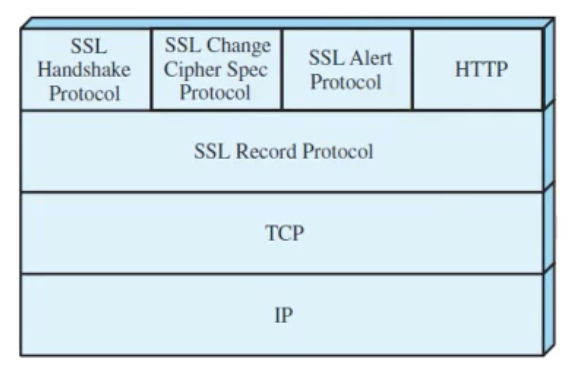 SSL
Handshake
Protocol
SSL Change
Cipher Spec
Protocol
SSL Alert
Protocol
HTTP
SSL Record Protocol
TCP
IP